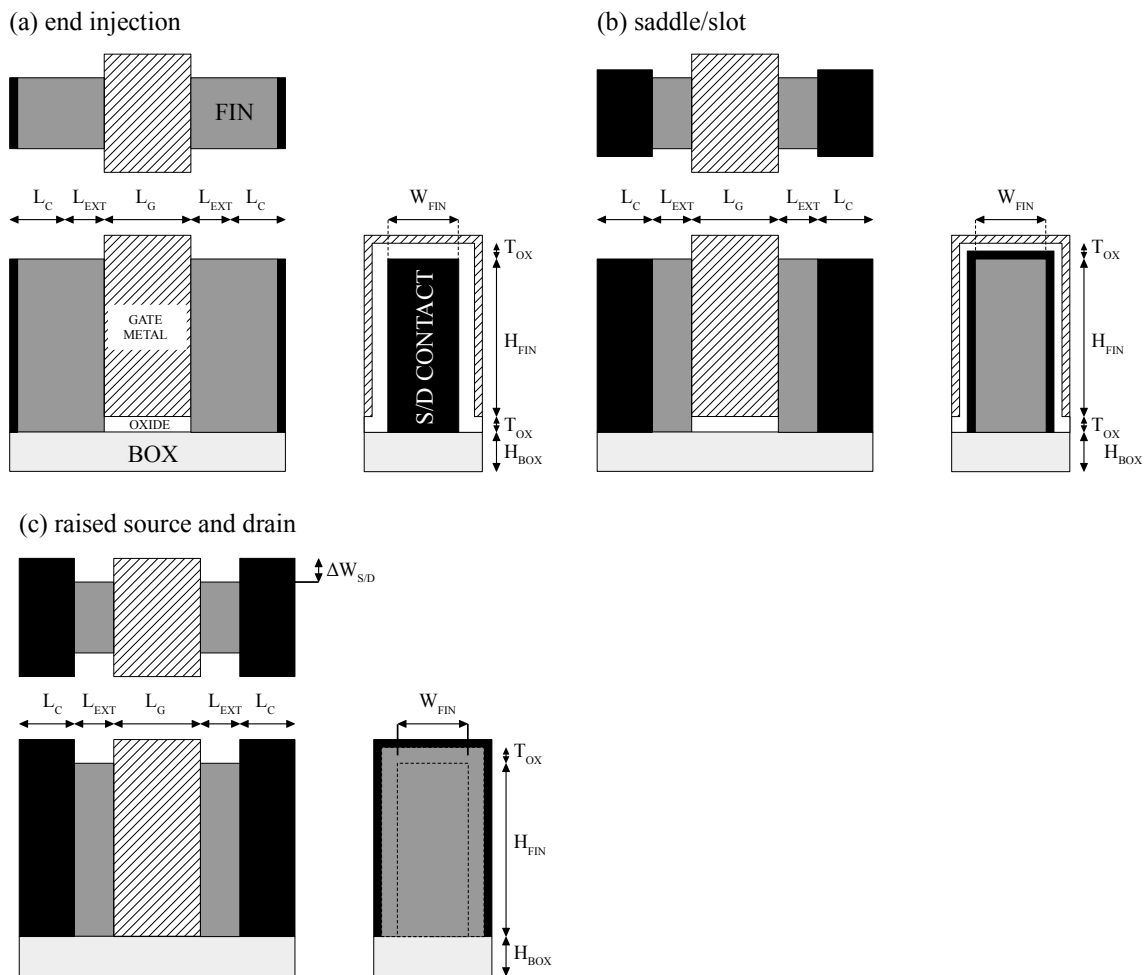 (a) end injection
FIN
L_C L_EXT L_G L_EXT L_C
W_FIN
T_OX
GATE
METAL
S/D CONTACT
H_FIN
OXIDE
T_OX
BOX
H_BOX
(b) saddle/slot
L_C L_EXT L_G L_EXT L_C
W_FIN
T_OX
H_FIN
T_OX
H_BOX
(c) raised source and drain
ΔW_S/D
L_C L_EXT L_G L_EXT L_C
W_FIN
T_OX
H_FIN
H_BOX